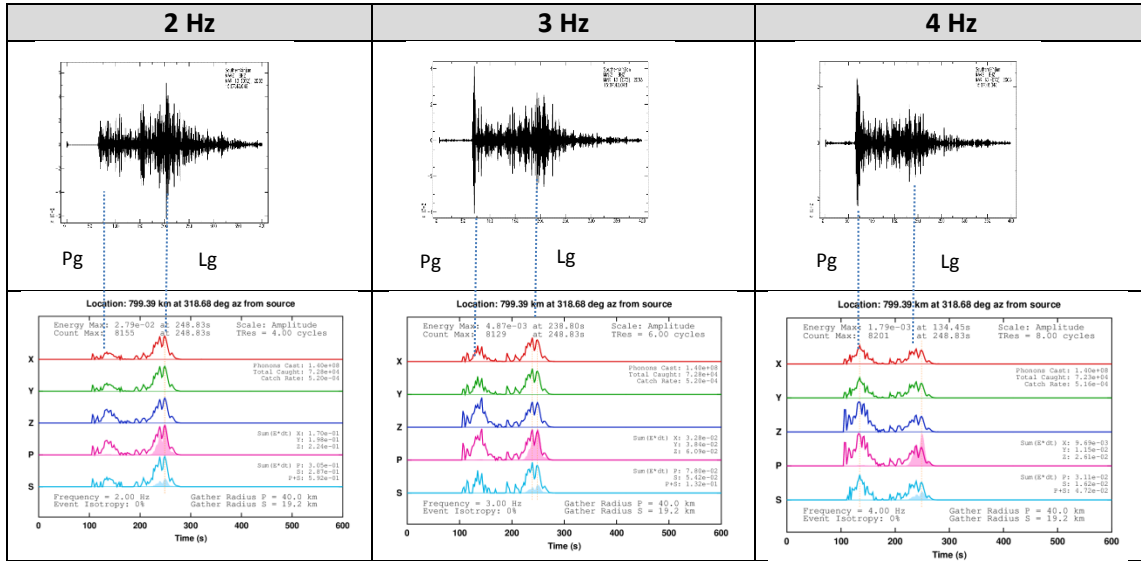 2 Hz
3 Hz
4 Hz
Pg
Lg
Pg
Lg
Pg
Lg
Location: 799.39 km at 318.68 deg az from source
Energy Max: 2.79e-02 at 248.83s
Scale: Amplitude
Count Max: 8155 at 248.83s
TRes = 4.00 cycles
X
Phonons Cast: 1.40e+08
Total Caught: 7.28e+04
Catch Rate: 5.20e-04
Y
Z
Sum(E*dt) X: 1.70e-01
Y: 1.98e-01
Z: 2.24e-01
P
Sum(E*dt) P: 3.05e-01
S: 2.87e-01
P+S: 5.92e-01
S
Frequency = 2.00 Hz
Gather Radius P = 40.0 km
Event Isotropy: 0%
Gather Radius S = 19.2 km
0 100 200 300 400 500 600
Time (s)
Location: 799.39 km at 318.68 deg az from source
Energy Max: 4.87e-03 at 238.80s
Scale: Amplitude
Count Max: 8129 at 248.83s
TRes = 6.00 cycles
X
Phonons Cast: 1.40e+08
Total Caught: 7.28e+04
Catch Rate: 5.20e-04
Y
Z
Sum(E*dt) X: 3.28e-02
Y: 3.84e-02
Z: 6.09e-02
P
Sum(E*dt) P: 7.80e-02
S: 5.42e-02
P+S: 1.32e-01
S
Frequency = 3.00 Hz
Gather Radius P = 40.0 km
Event Isotropy: 0%
Gather Radius S = 19.2 km
0 100 200 300 400 500 600
Time (s)
Location: 799.39 km at 318.68 deg az from source
Energy Max: 1.79e-03 at 134.45s
Scale: Amplitude
Count Max: 8201 at 248.83s
TRes = 8.00 cycles
X
Phonons Cast: 1.40e+08
Total Caught: 7.23e+04
Catch Rate: 5.16e-04
Y
Z
Sum(E*dt) X: 9.69e-03
Y: 1.15e-02
Z: 2.61e-02
P
Sum(E*dt) P: 3.11e-02
S: 1.62e-02
P+S: 4.72e-02
S
Frequency = 4.00 Hz
Gather Radius P = 40.0 km
Event Isotropy: 0%
Gather Radius S = 19.2 km
0 100 200 300 400 500 600
Time (s)